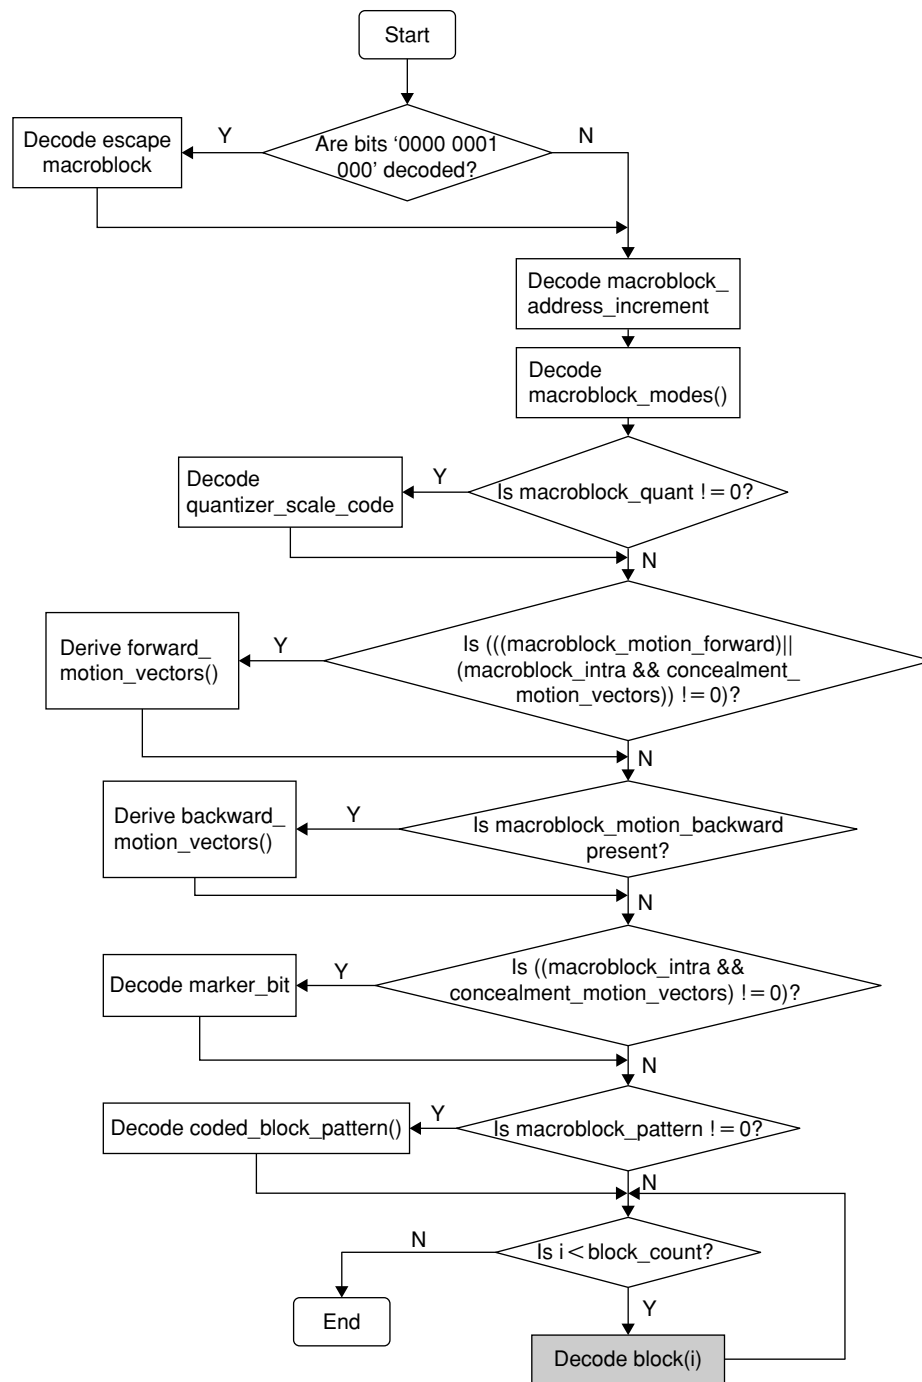 Start
Are bits ‘0000 0001
000’ decoded?
Y
N
Decode escape
macroblock
Decode macroblock_
address_increment
Decode
macroblock_modes()
Is macroblock_quant != 0?
Y
Decode
quantizer_scale_code
N
Is (((macroblock_motion_forward)||
(macroblock_intra && concealment_
motion_vectors)) != 0)?
Y
Derive forward_
motion_vectors()
N
Is macroblock_motion_backward
present?
Y
Derive backward_
motion_vectors()
N
Is ((macroblock_intra &&
concealment_motion_vectors) != 0)?
Y
Decode marker_bit
N
Is macroblock_pattern != 0?
Y
Decode coded_block_pattern()
N
Is i < block_count?
N
End
Y
Decode block(i)